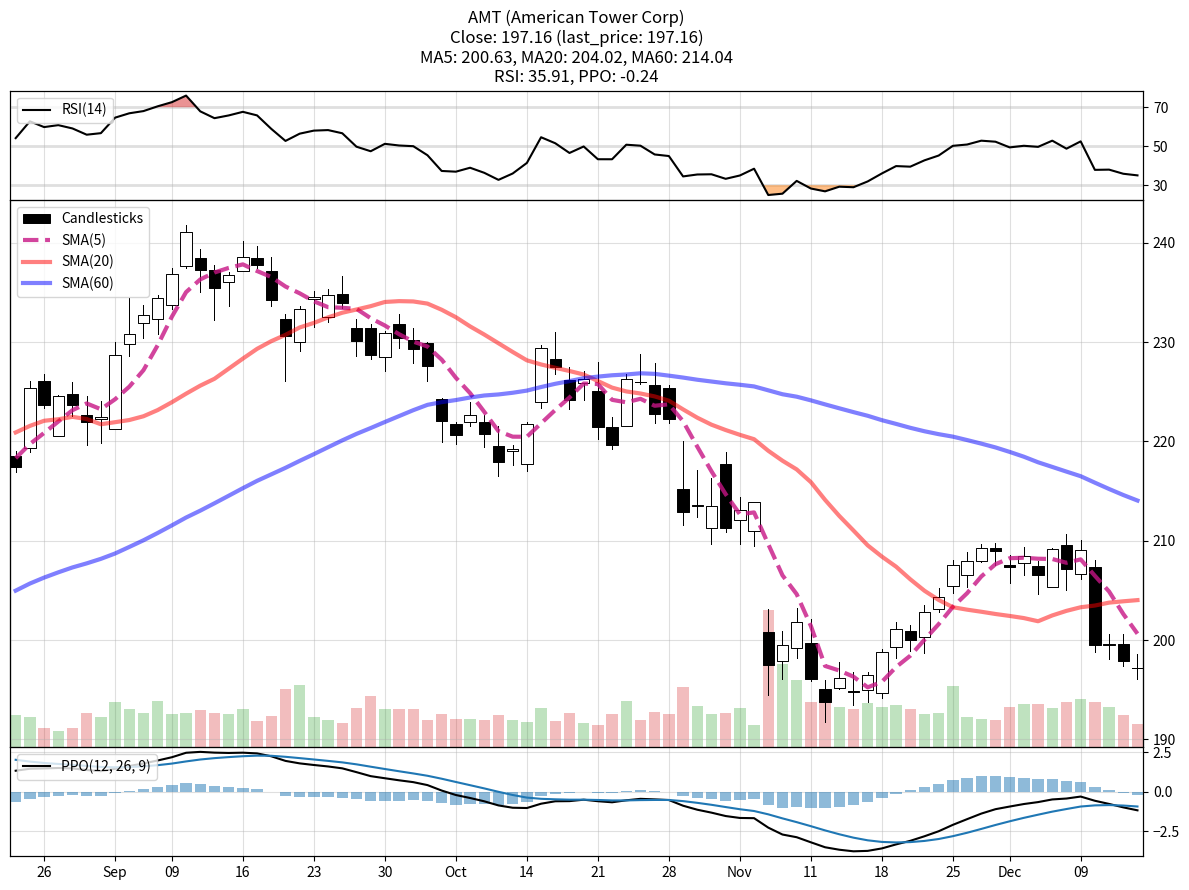 AMT (American Tower Corp)
Close: 197.16 (last_price: 197.16)
MA5: 200.63, MA20: 204.02, MA60: 214.04
RSI: 35.91, PPO: -0.24
RSI(14)
70
50
30
Candlesticks
SMA(5)
SMA(20)
SMA(60)
240
230
220
210
200
190
PPO(12, 26, 9)
2.5
0.0
−2.5
26 Sep 09 16 23 30 Oct 14 21 28 Nov 11 18 25 Dec 09